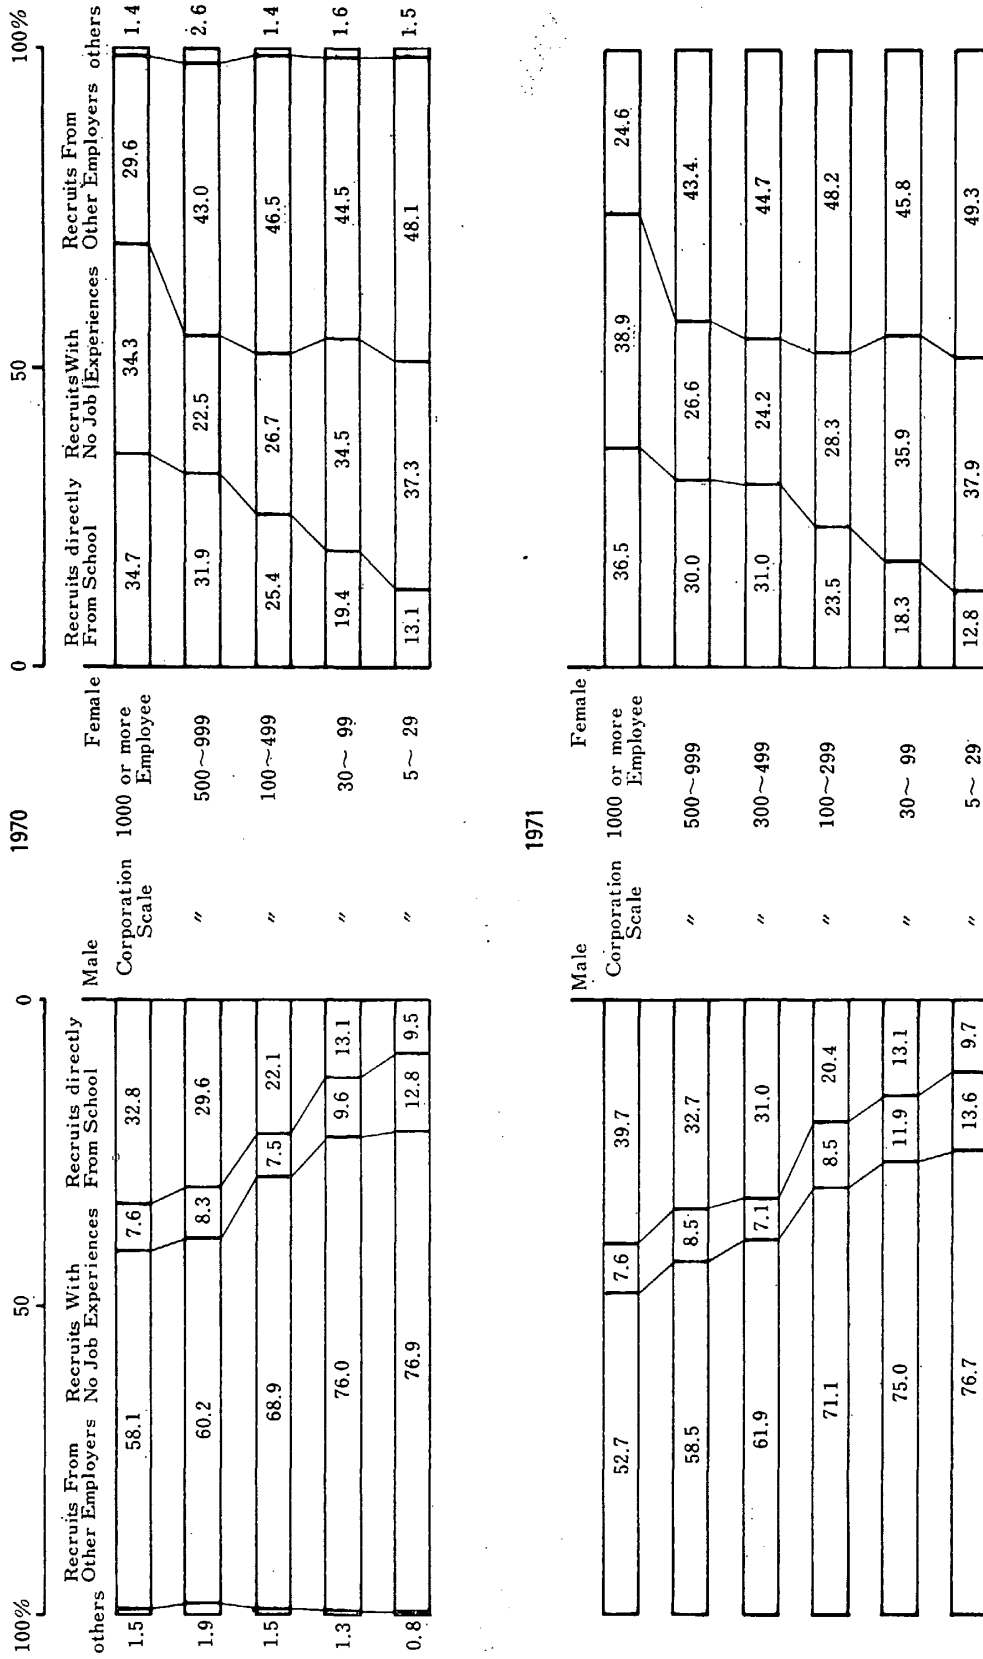 1970
100%
50
0
0
50
100%
others
Recruits From
Other Employers
Recruits With
No Job Experiences
Recruits directly
From School
Male
Female
Recruits directly
From School
Recruits With
No Job Experiences
Recruits From
Other Employers
others
1.5 58.1 7.6 32.8
Corporation
Scale
1000 or more
Employee
34.7 34.3 29.6 1.4
1.9 60.2 8.3 29.6 〃 500~999 31.9 22.5 43.0 2.6
1.5 68.9 7.5 22.1 〃 100~499 25.4 26.7 46.5 1.4
1.3 76.0 9.6 13.1 〃 30~ 99 19.4 34.5 44.5 1.6
0.8 76.9 12.8 9.5 〃 5~ 29 13.1 37.3 48.1 1.5
1971
Male
Female
52.7 7.6 39.7
Corporation
Scale
1000 or more
Employee
36.5 38.9 24.6
58.5 8.5 32.7 〃 500~999 30.0 26.6 43.4
61.9 7.1 31.0 〃 300~499 31.0 24.2 44.7
71.1 8.5 20.4 〃 100~299 23.5 28.3 48.2
75.0 11.9 13.1 〃 30~ 99 18.3 35.9 45.8
76.7 13.6 9.7 〃 5~ 29 12.8 37.9 49.3